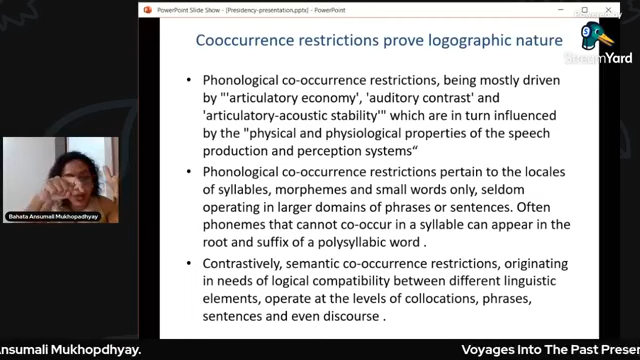 PowerPoint Slide Show - [Presidency-presentation.pptx] - PowerPoint
StreamYard
Cooccurrence restrictions prove logographic nature
• Phonological co-occurrence restrictions, being mostly driven
by "'articulatory economy', 'auditory contrast' and
'articulatory-acoustic stability'" which are in turn influenced
by the "physical and physiological properties of the speech
production and perception systems“
• Phonological co-occurrence restrictions pertain to the locales
of syllables, morphemes and small words only, seldom
operating in larger domains of phrases or sentences. Often
phonemes that cannot co-occur in a syllable can appear in the
root and suffix of a polysyllabic word .
• Contrastively, semantic co-occurrence restrictions, originating
in needs of logical compatibility between different linguistic
elements, operate at the levels of collocations, phrases,
sentences and even discourse .
Bahata Ansumali Mukhopadhyay
Ansumali Mukhopdhyay. Voyages Into The Past Presen